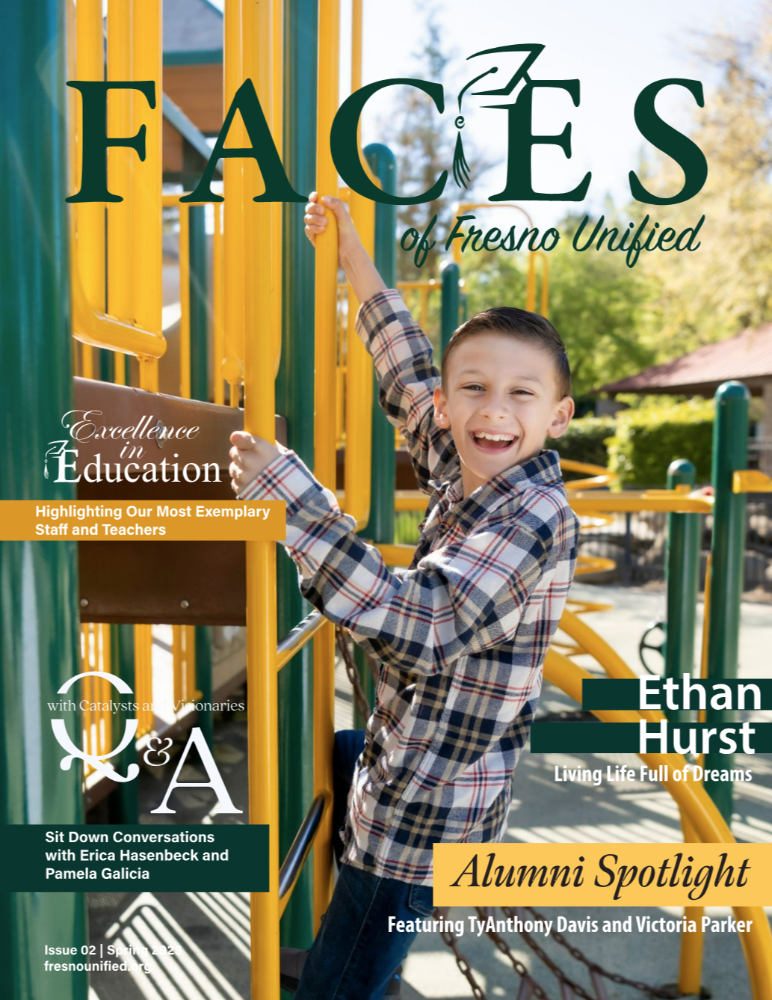 FACES
of Fresno Unified
Excellence
in
Education
Highlighting Our Most Exemplary
Staff and Teachers
Q&A
with Catalysts and Visionaries
Sit Down Conversations
with Erica Hasenbeck and
Pamela Galicia
Ethan
Hurst
Living Life Full of Dreams
Alumni Spotlight
Featuring TyAnthony Davis and Victoria Parker
Issue 02 | Spring
fresnounified.org